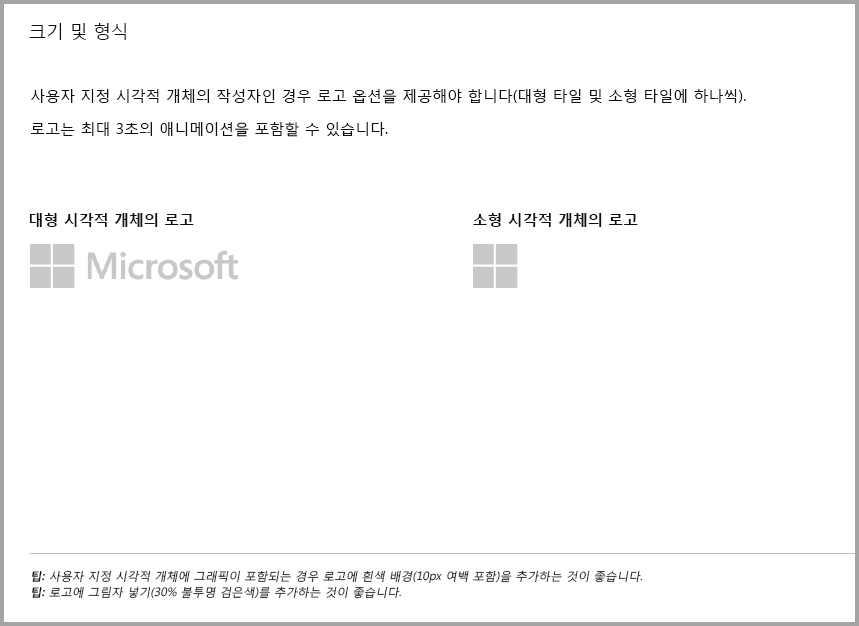 크기 및 형식
사용자 지정 시각적 개체의 작성자인 경우 로고 옵션을 제공해야 합니다(대형 타일 및 소형 타일에 하나씩).
로고는 최대 3초의 애니메이션을 포함할 수 있습니다.
대형 시각적 개체의 로고
소형 시각적 개체의 로고
Microsoft
팁: 사용자 지정 시각적 개체에 그래픽이 포함되는 경우 로고에 흰색 배경(10px 여백 포함)을 추가하는 것이 좋습니다.
팁: 로고에 그림자 넣기(30% 불투명 검은색)를 추가하는 것이 좋습니다.